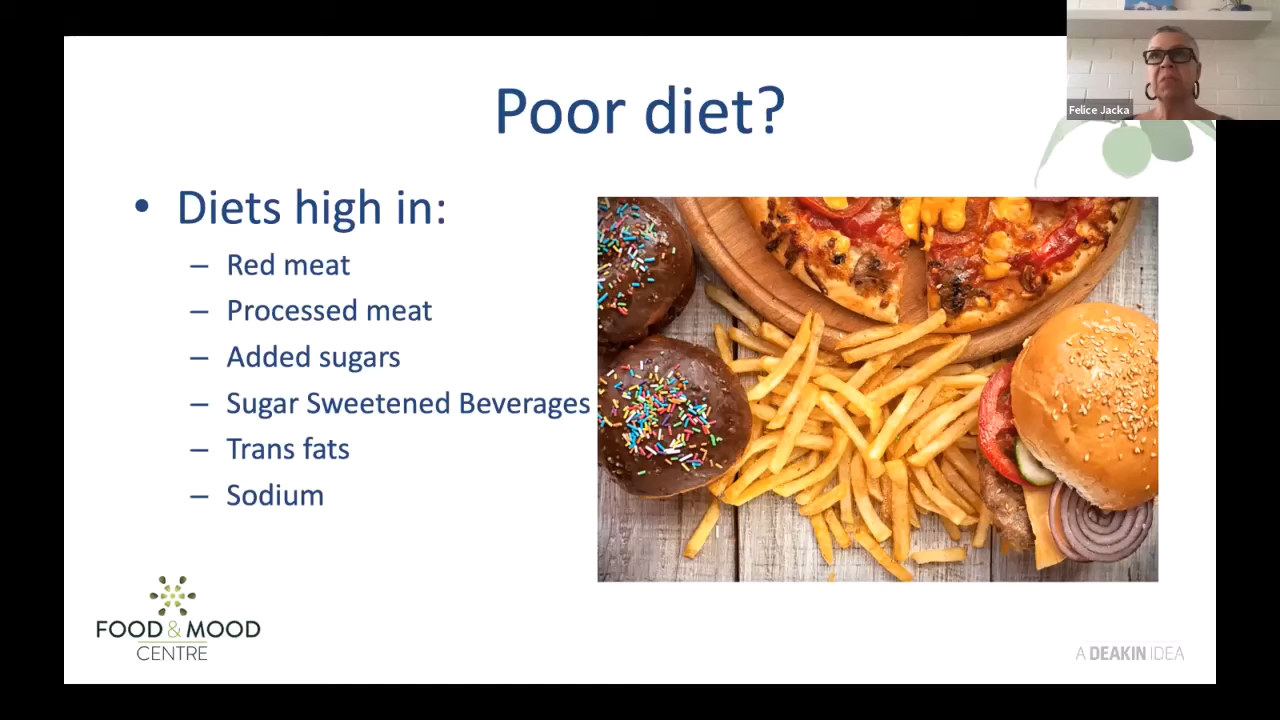 Poor diet?
Felice Jacka
• Diets high in:
– Red meat
– Processed meat
– Added sugars
– Sugar Sweetened Beverages
– Trans fats
– Sodium
FOOD & MOOD
CENTRE
A DEAKIN IDEA